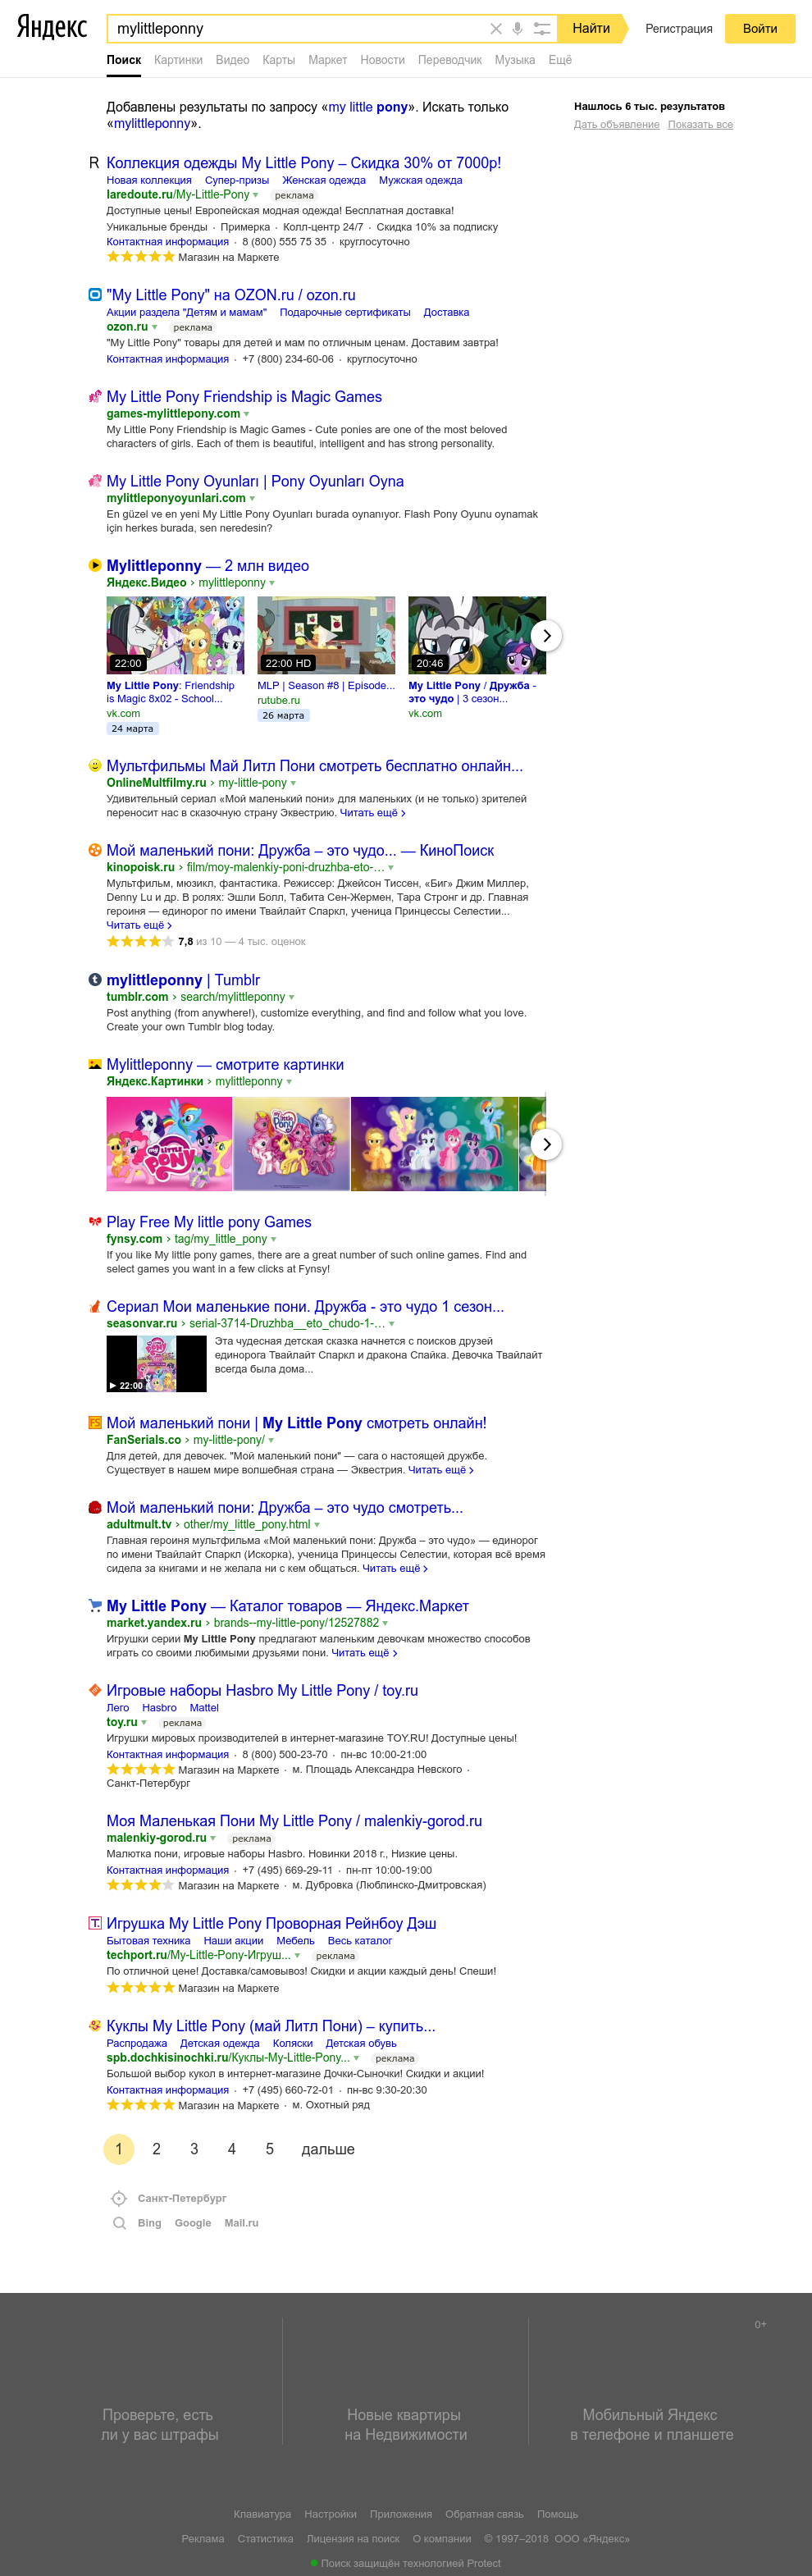 Яндекс
mylittleponny
Найти
Регистрация
Войти
Поиск Картинки Видео Карты Маркет Новости Переводчик Музыка Ещё
Добавлены результаты по запросу «my little pony». Искать только
«mylittleponny».
Нашлось 6 тыс. результатов
Дать объявление Показать все
R Коллекция одежды My Little Pony – Скидка 30% от 7000р!
Новая коллекция Супер-призы Женская одежда Мужская одежда
laredoute.ru/My-Little-Pony реклама
Доступные цены! Европейская модная одежда! Бесплатная доставка!
Уникальные бренды · Примерка · Колл-центр 24/7 · Скидка 10% за подписку
Контактная информация · 8 (800) 555 75 35 · круглосуточно
Магазин на Маркете
"My Little Pony" на OZON.ru / ozon.ru
Акции раздела "Детям и мамам" Подарочные сертификаты Доставка
ozon.ru реклама
"My Little Pony" товары для детей и мам по отличным ценам. Доставим завтра!
Контактная информация · +7 (800) 234-60-06 · круглосуточно
My Little Pony Friendship is Magic Games
games-mylittlepony.com
My Little Pony Friendship is Magic Games - Cute ponies are one of the most beloved
characters of girls. Each of them is beautiful, intelligent and has strong personality.
My Little Pony Oyunları | Pony Oyunları Oyna
mylittleponyoyunlari.com
En güzel ve en yeni My Little Pony Oyunları burada oynanıyor. Flash Pony Oyunu oynamak
için herkes burada, sen neredesin?
Mylittleponny — 2 млн видео
Яндекс.Видео › mylittleponny
22:00
22:00 HD
20:46
My Little Pony: Friendship
is Magic 8x02 - School...
vk.com
24 марта
MLP | Season #8 | Episode...
rutube.ru
26 марта
My Little Pony / Дружба -
это чудо | 3 сезон...
vk.com
Мультфильмы Май Литл Пони смотреть бесплатно онлайн...
OnlineMultfilmy.ru › my-little-pony
Удивительный сериал «Мой маленький пони» для маленьких (и не только) зрителей
переносит нас в сказочную страну Эквестрию. Читать ещё ›
Мой маленький пони: Дружба – это чудо... — КиноПоиск
kinopoisk.ru › film/moy-malenkiy-poni-druzhba-eto-…
Мультфильм, мюзикл, фантастика. Режиссер: Джейсон Тиссен, «Биг» Джим Миллер,
Denny Lu и др. В ролях: Эшли Болл, Табита Сен-Жермен, Тара Стронг и др. Главная
героиня — единорог по имени Твайлайт Спаркл, ученица Принцессы Селестии...
Читать ещё ›
7,8 из 10 — 4 тыс. оценок
mylittleponny | Tumblr
tumblr.com › search/mylittleponny
Post anything (from anywhere!), customize everything, and find and follow what you love.
Create your own Tumblr blog today.
Mylittleponny — смотрите картинки
Яндекс.Картинки › mylittleponny
MY LITTLE PONY
my Little Pony
Play Free My little pony Games
fynsy.com › tag/my_little_pony
If you like My little pony games, there are a great number of such online games. Find and
select games you want in a few clicks at Fynsy!
Сериал Мои маленькие пони. Дружба - это чудо 1 сезон...
seasonvar.ru › serial-3714-Druzhba__eto_chudo-1-…
Эта чудесная детская сказка начнется с поисков друзей
единорога Твайлайт Спаркл и дракона Спайка. Девочка Твайлайт
всегда была дома...
22:00
Мой маленький пони | My Little Pony смотреть онлайн!
FanSerials.co › my-little-pony/
Для детей, для девочек. "Мой маленький пони" — сага о настоящей дружбе.
Существует в нашем мире волшебная страна — Эквестрия. Читать ещё ›
Мой маленький пони: Дружба – это чудо смотреть...
adultmult.tv › other/my_little_pony.html
Главная героиня мультфильма «Мой маленький пони: Дружба – это чудо» — единорог
по имени Твайлайт Спаркл (Искорка), ученица Принцессы Селестии, которая всё время
сидела за книгами и не желала ни с кем общаться. Читать ещё ›
My Little Pony — Каталог товаров — Яндекс.Маркет
market.yandex.ru › brands--my-little-pony/12527882
Игрушки серии My Little Pony предлагают маленьким девочкам множество способов
играть со своими любимыми друзьями пони. Читать ещё ›
Игровые наборы Hasbro My Little Pony / toy.ru
Лего Hasbro Mattel
toy.ru реклама
Игрушки мировых производителей в интернет-магазине TOY.RU! Доступные цены!
Контактная информация · 8 (800) 500-23-70 · пн-вс 10:00-21:00
Магазин на Маркете · м. Площадь Александра Невского ·
Санкт-Петербург
Моя Маленькая Пони My Little Pony / malenkiy-gorod.ru
malenkiy-gorod.ru реклама
Малютка пони, игровые наборы Hasbro. Новинки 2018 г., Низкие цены.
Контактная информация · +7 (495) 669-29-11 · пн-пт 10:00-19:00
Магазин на Маркете · м. Дубровка (Люблинско-Дмитровская)
T. Игрушка My Little Pony Проворная Рейнбоу Дэш
Бытовая техника Наши акции Мебель Весь каталог
techport.ru/My-Little-Pony-Игруш... реклама
По отличной цене! Доставка/самовывоз! Скидки и акции каждый день! Спеши!
Магазин на Маркете
Куклы My Little Pony (май Литл Пони) – купить...
Распродажа Детская одежда Коляски Детская обувь
spb.dochkisinochki.ru/Куклы-My-Little-Pony... реклама
Большой выбор кукол в интернет-магазине Дочки-Сыночки! Скидки и акции!
Контактная информация · +7 (495) 660-72-01 · пн-вс 9:30-20:30
Магазин на Маркете · м. Охотный ряд
1 2 3 4 5 дальше
Санкт-Петербург
Bing Google Mail.ru
0+
Проверьте, есть
ли у вас штрафы
Новые квартиры
на Недвижимости
Мобильный Яндекс
в телефоне и планшете
Клавиатура Настройки Приложения Обратная связь Помощь
Реклама Статистика Лицензия на поиск О компании © 1997–2018 ООО «Яндекс»
Поиск защищён технологией Protect